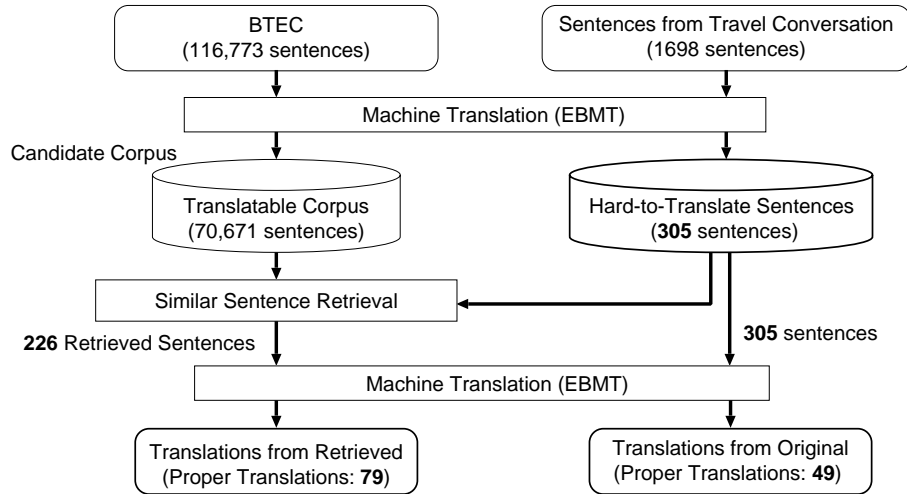 BTEC
(116,773 sentences)
Sentences from Travel Conversation
(1698 sentences)
Machine Translation (EBMT)
Candidate Corpus
Translatable Corpus
(70,671 sentences)
Hard-to-Translate Sentences
(305 sentences)
Similar Sentence Retrieval
226 Retrieved Sentences
305 sentences
Machine Translation (EBMT)
Translations from Retrieved
(Proper Translations: 79)
Translations from Original
(Proper Translations: 49)